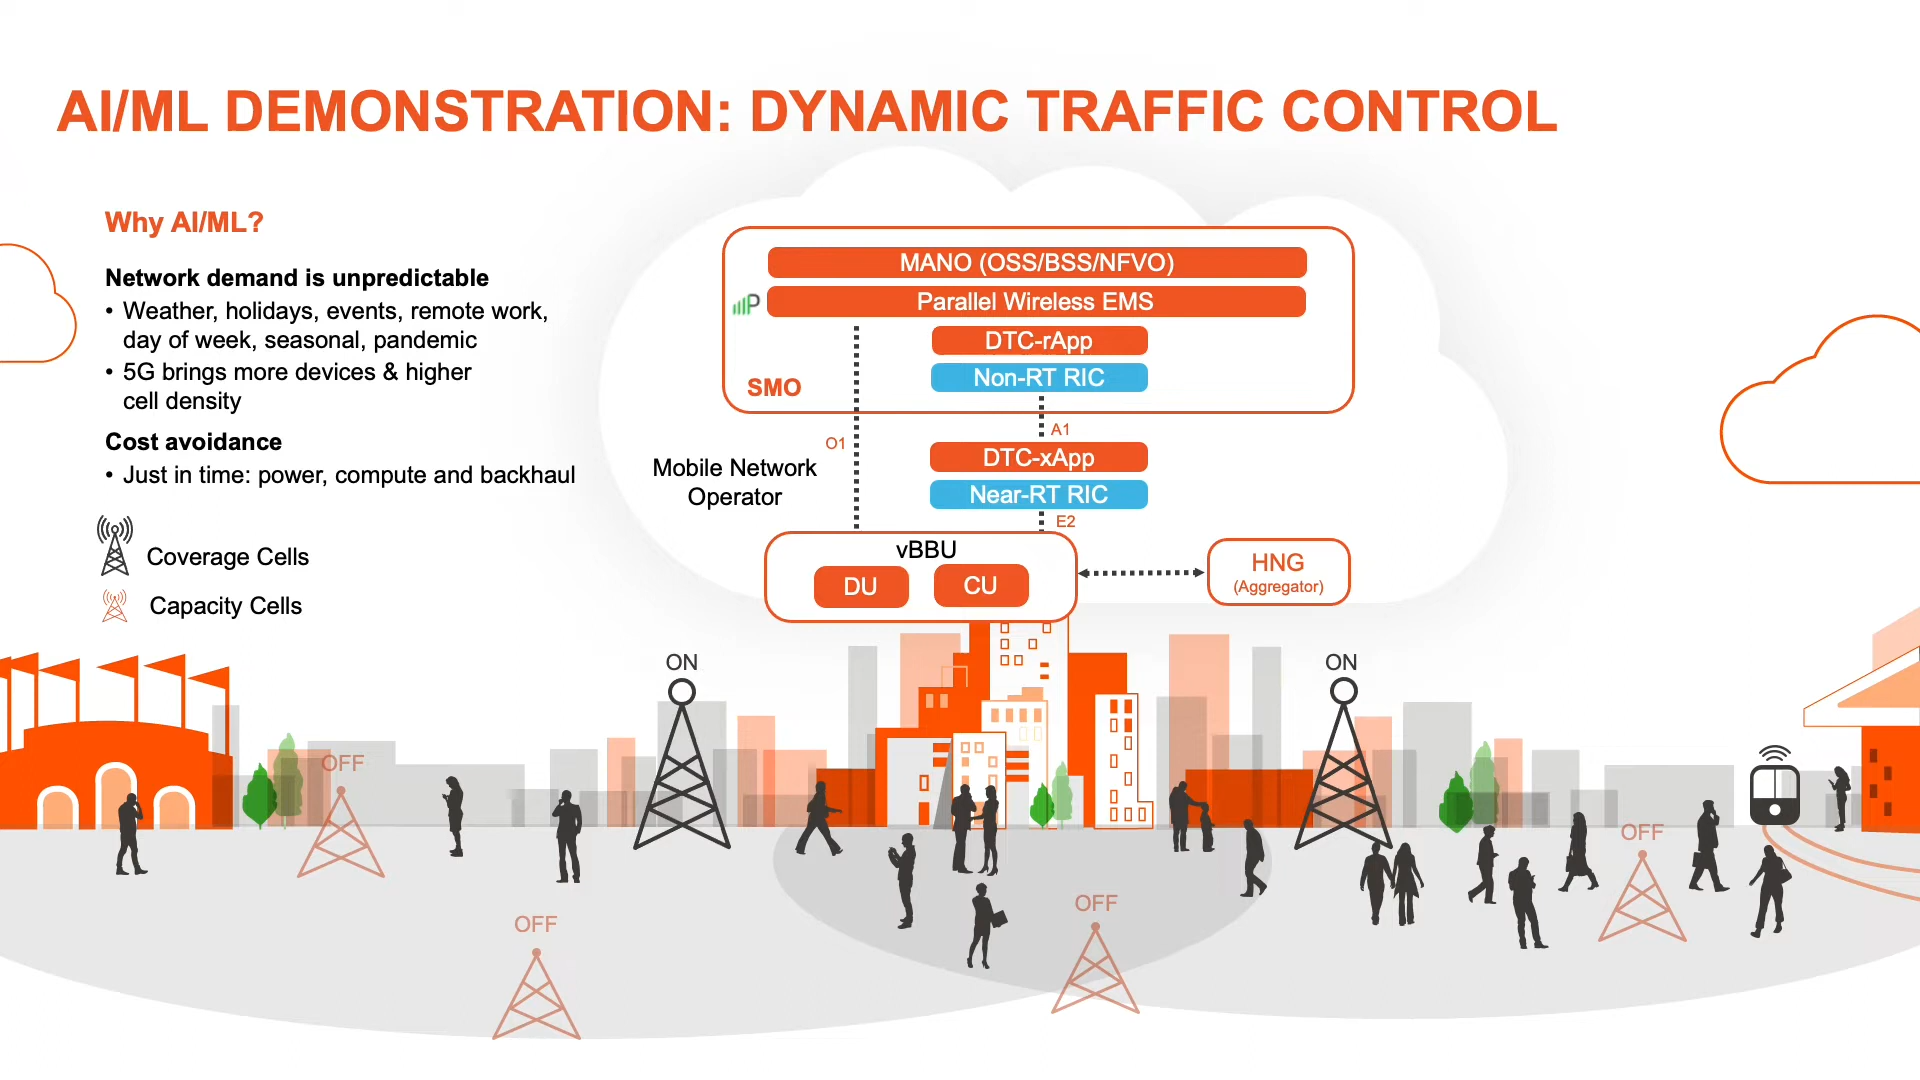 AI/ML DEMONSTRATION: DYNAMIC TRAFFIC CONTROL
Why AI/ML?
Network demand is unpredictable
• Weather, holidays, events, remote work,
day of week, seasonal, pandemic
• 5G brings more devices & higher
cell density
Cost avoidance
• Just in time: power, compute and backhaul
Coverage Cells
Capacity Cells
MANO (OSS/BSS/NFVO)
P
Parallel Wireless EMS
DTC-rApp
Non-RT RIC
SMO
A1
O1
DTC-xApp
Mobile Network
Operator
Near-RT RIC
E2
vBBU
DU
CU
HNG
(Aggregator)
ON
ON
OFF
OFF
OFF
OFF